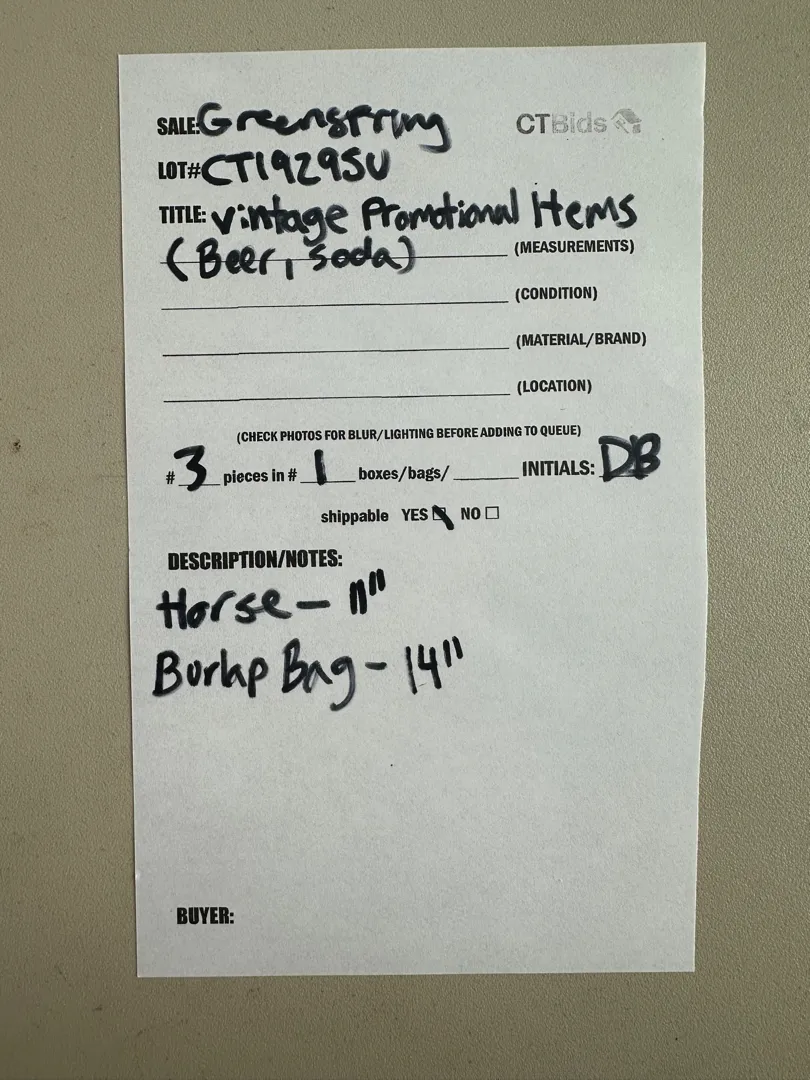 SALE: Greenspring CTBids
LOT# CT1929SU
TITLE: vintage Promotional Items
(Beer, soda) (MEASUREMENTS)
(CONDITION)
(MATERIAL/BRAND)
(LOCATION)
(CHECK PHOTOS FOR BLUR/LIGHTING BEFORE ADDING TO QUEUE)
# 3 pieces in # 1 boxes/bags/ INITIALS: DB
shippable YES NO
DESCRIPTION/NOTES:
Horse - 11"
Burlap Bag - 14"
BUYER: